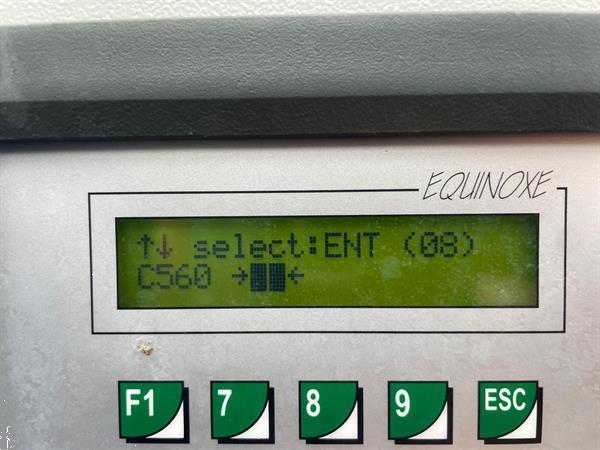 EQUINOXE
↑↓ select:ENT (08)
C560 →██←
F1 7 8 9 ESC